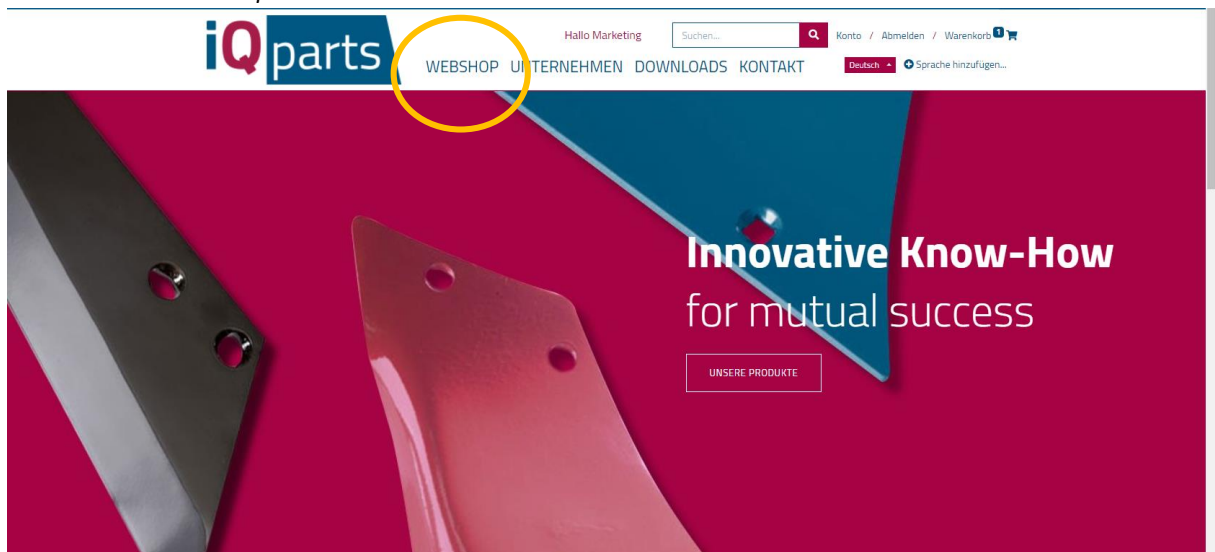 iQparts
Hallo Marketing
Suchen...
Konto / Abmelden / Warenkorb 1
WEBSHOP UNTERNEHMEN DOWNLOADS KONTAKT
Deutsch
Sprache hinzufügen...
Innovative Know-How
for mutual success
UNSERE PRODUKTE